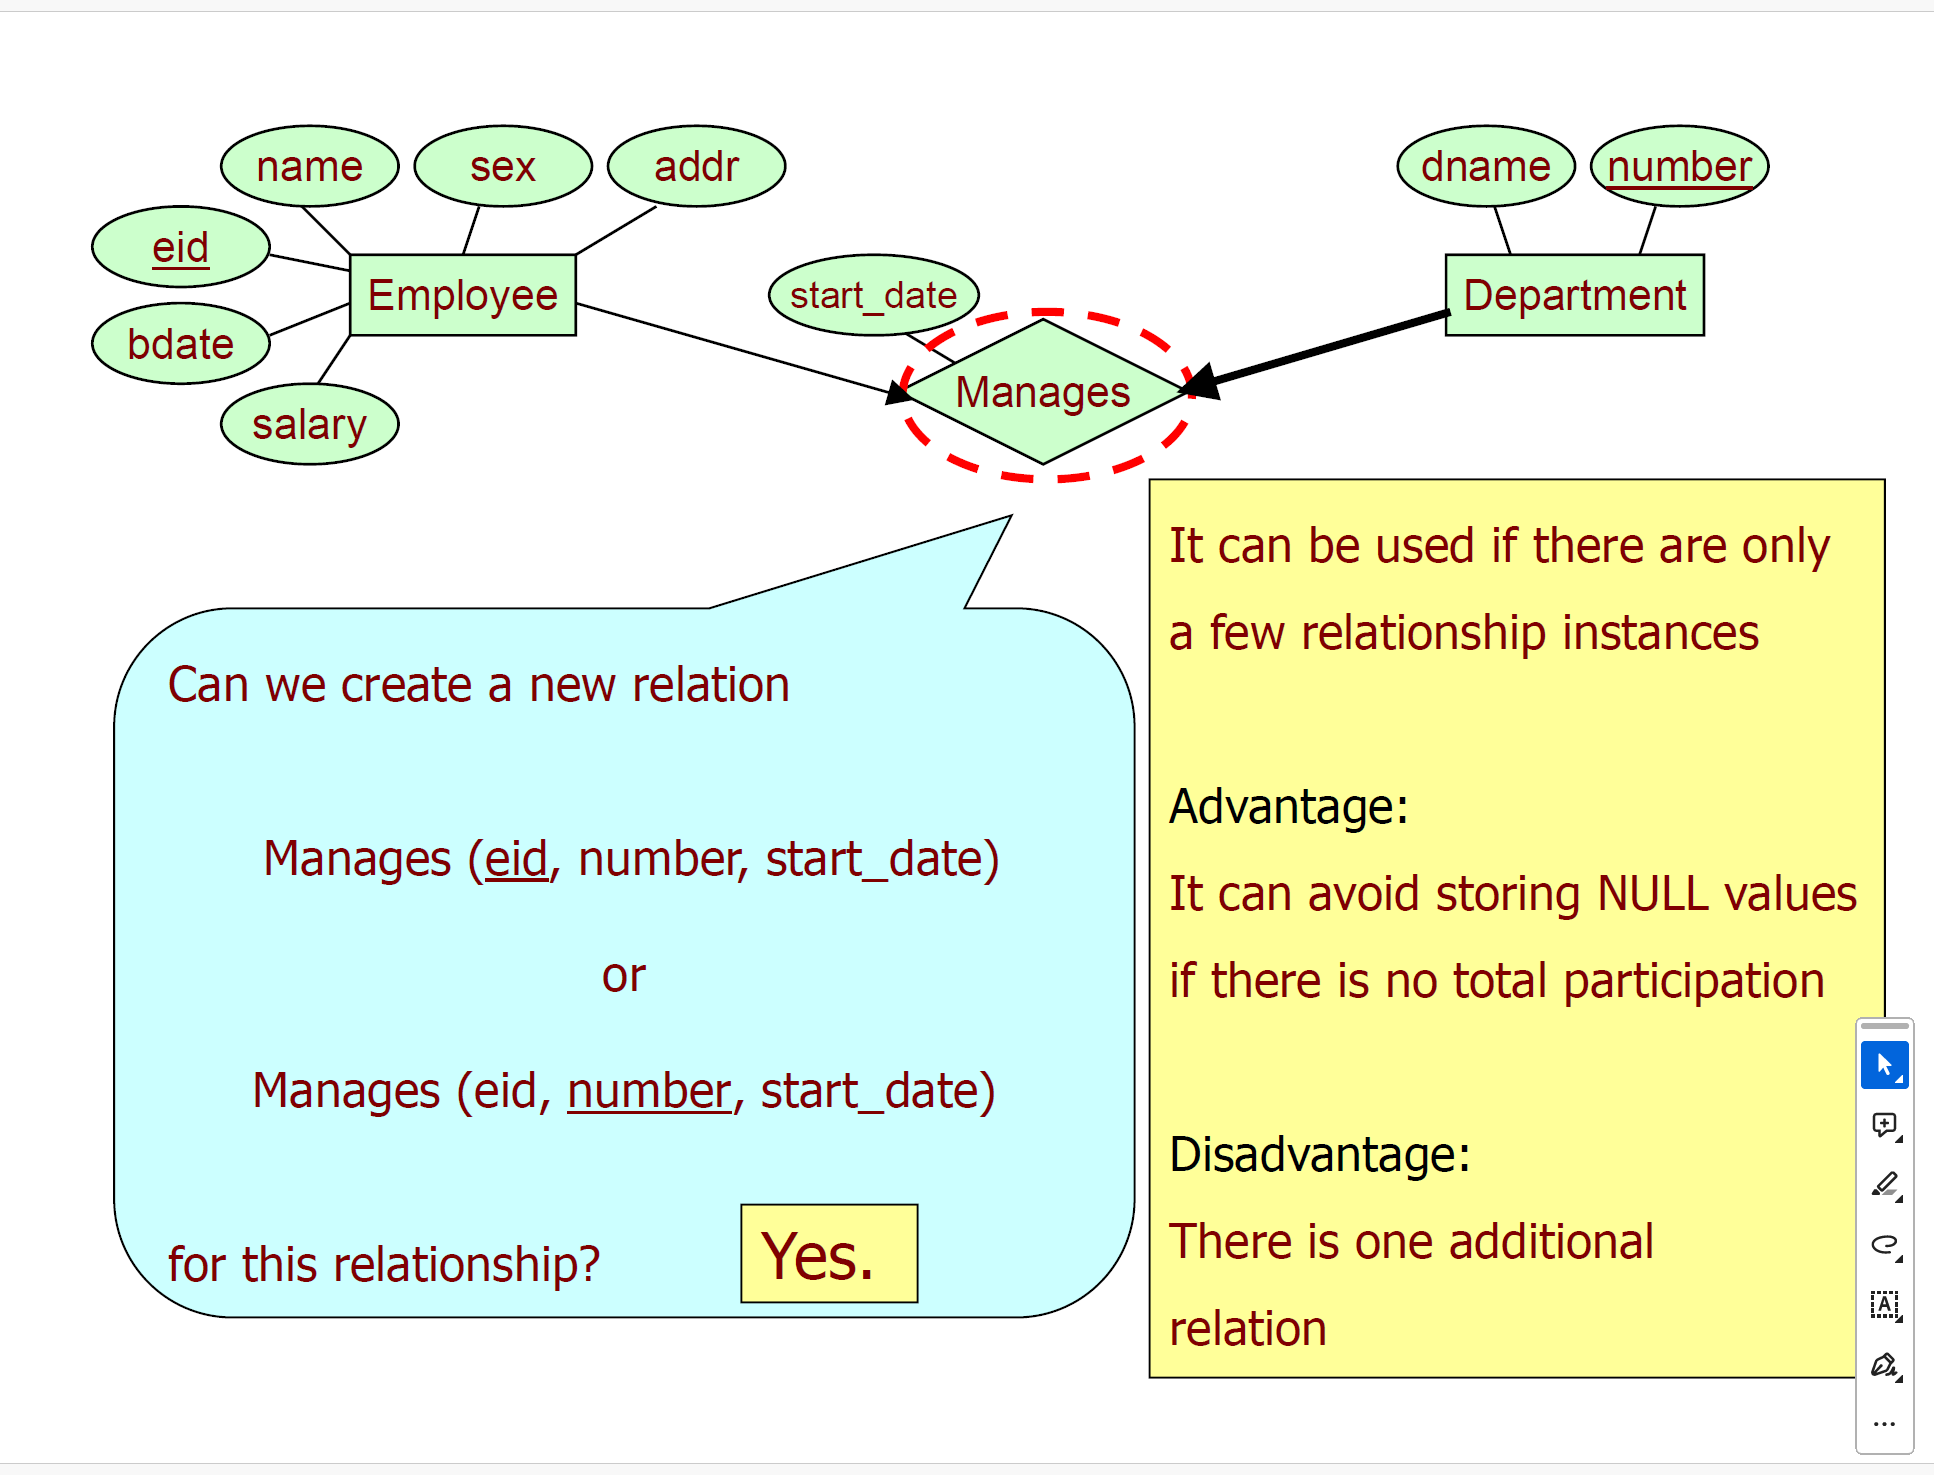 name
sex
addr
dname
number
eid
Employee
start_date
Department
bdate
Manages
salary
Can we create a new relation
Manages (eid, number, start_date)
or
Manages (eid, number, start_date)
for this relationship?
Yes.
It can be used if there are only
a few relationship instances
Advantage:
It can avoid storing NULL values
if there is no total participation
Disadvantage:
There is one additional
relation
A